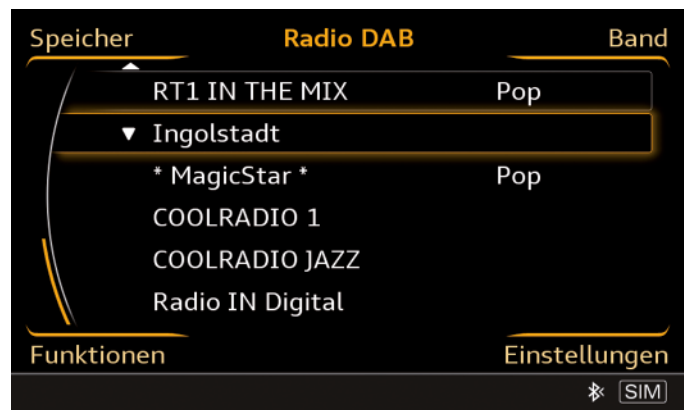 Speicher Radio DAB Band
RT1 IN THE MIX Pop
Ingolstadt
* MagicStar * Pop
COOLRADIO 1
COOLRADIO JAZZ
Radio IN Digital
Funktionen Einstellungen
SIM